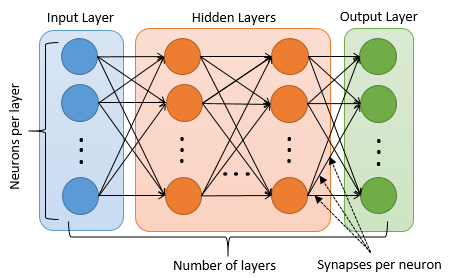 Input Layer
Hidden Layers
Output Layer
Neurons per layer
Number of layers
Synapses per neuron